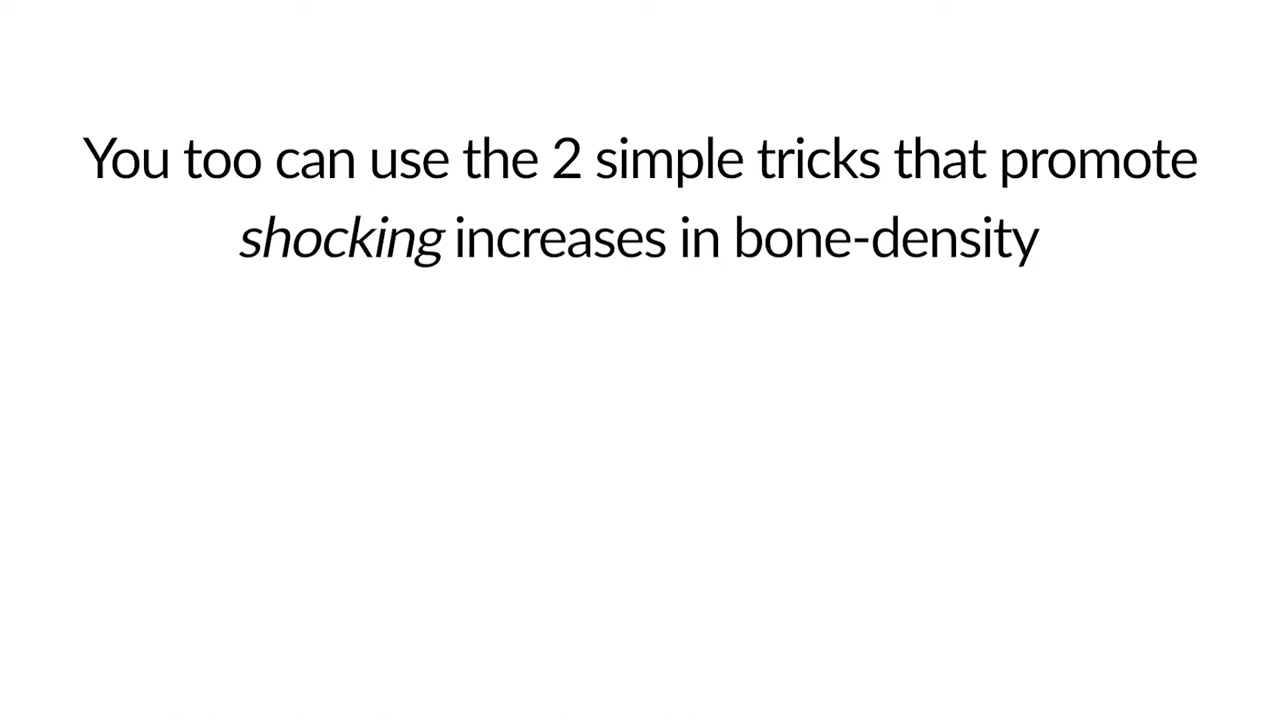 You too can use the 2 simple tricks that promote
shocking increases in bone-density